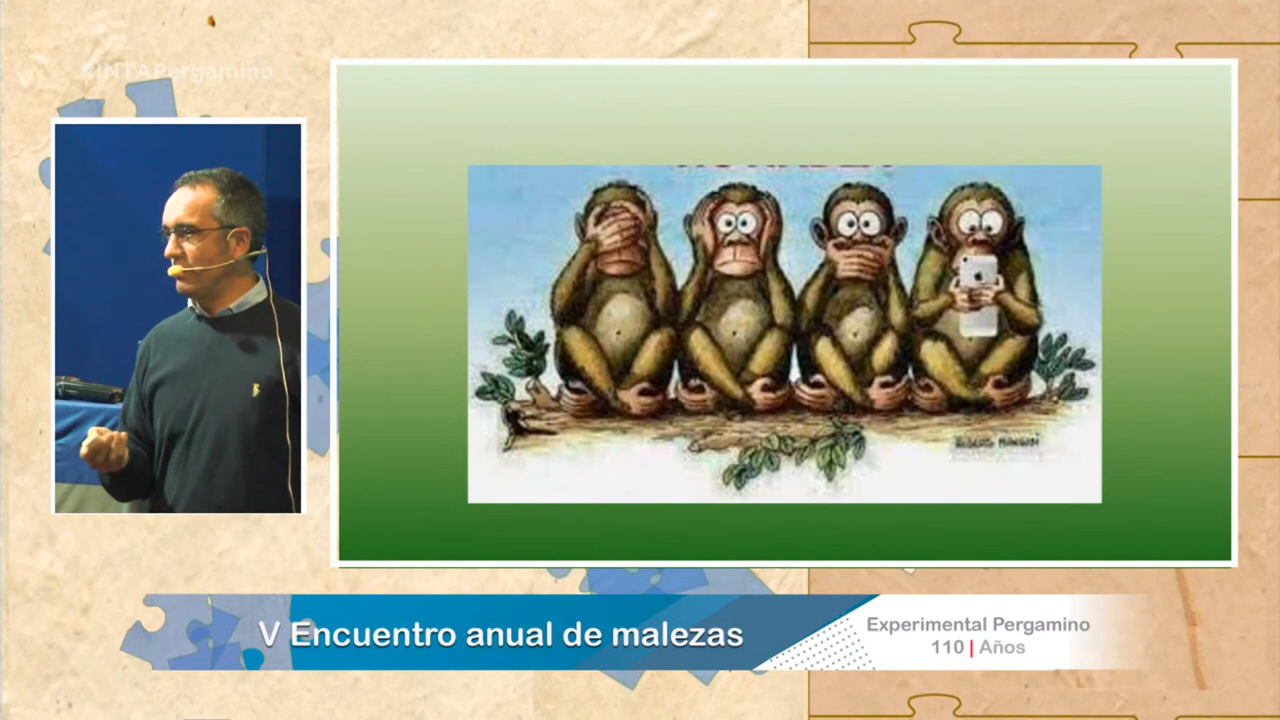 INTAPergamino
V Encuentro anual de malezas
Experimental Pergamino
110 | Años